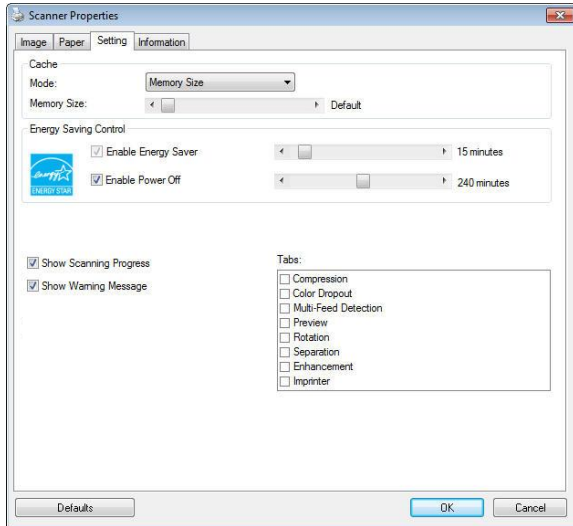 Scanner Properties
Image Paper Setting Information
Cache
Mode: Memory Size
Memory Size: Default
Energy Saving Control
Enable Energy Saver 15 minutes
energy
ENERGY STAR
Enable Power Off 240 minutes
Show Scanning Progress
Show Warning Message
Tabs:
Compression
Color Dropout
Multi-Feed Detection
Preview
Rotation
Separation
Enhancement
Imprinter
Defaults OK Cancel